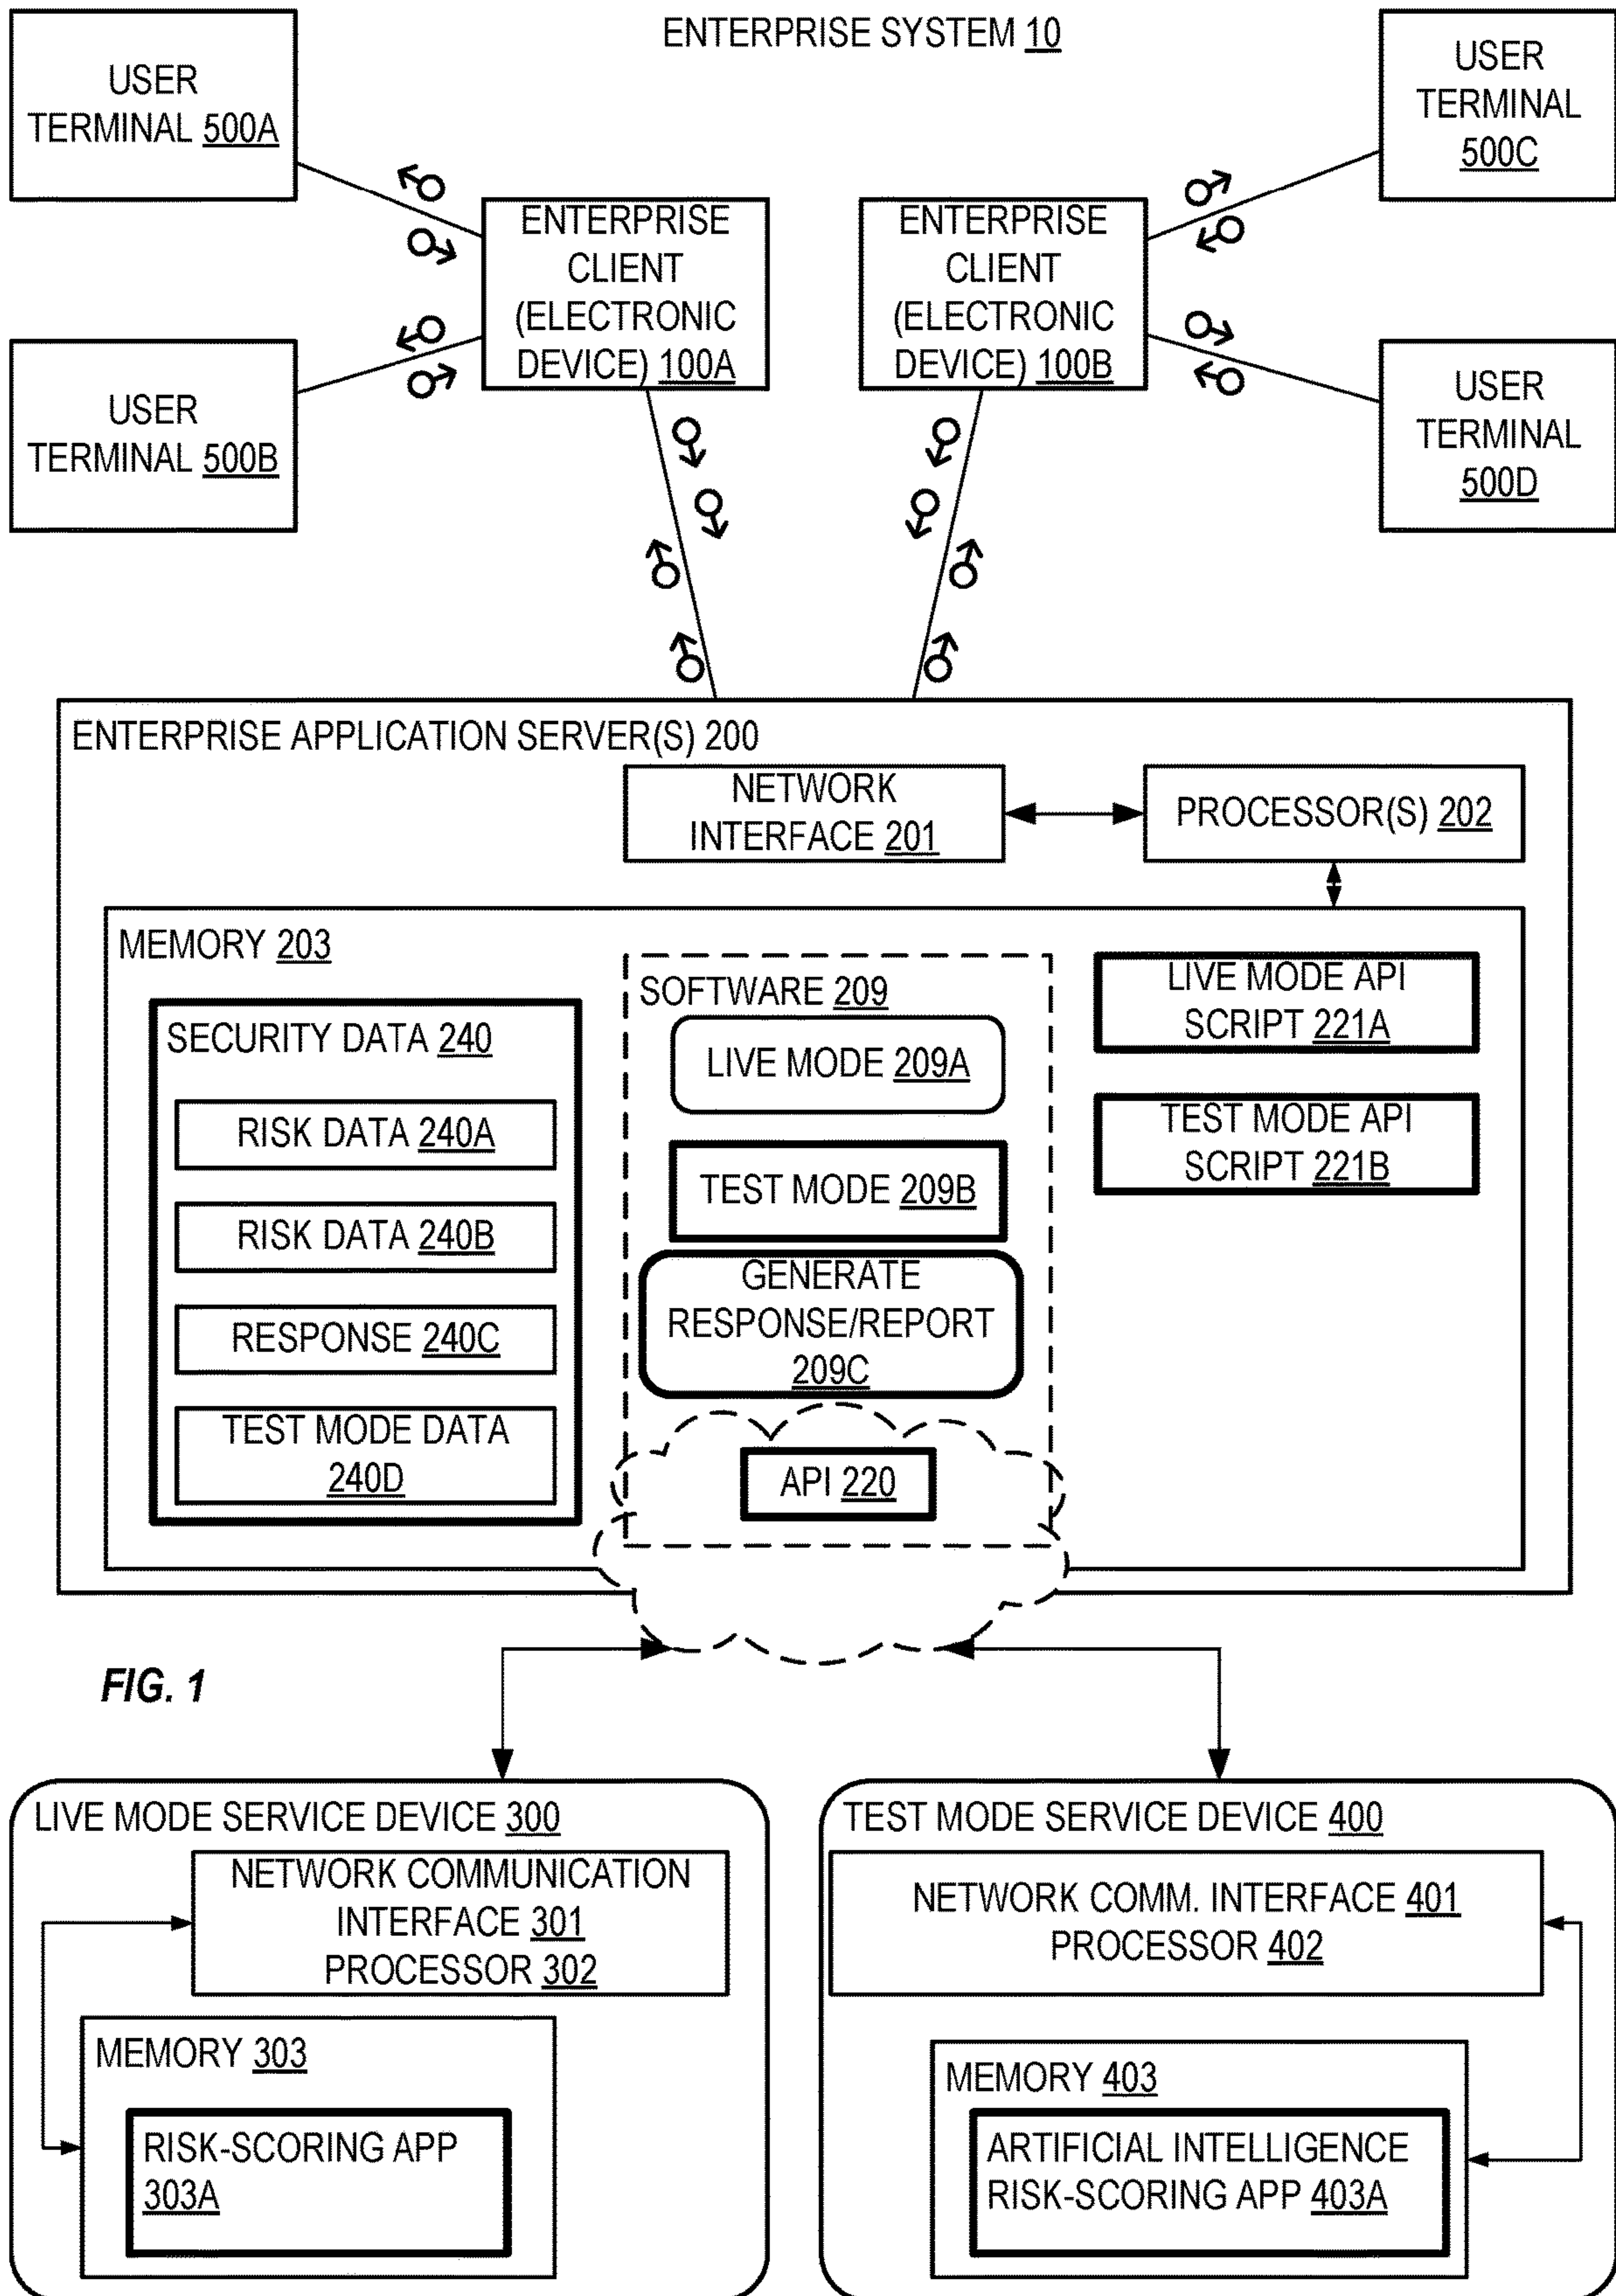 ENTERPRISE SYSTEM 10
USER
TERMINAL 500A
USER
TERMINAL
500C
ENTERPRISE
CLIENT
(ELECTRONIC
DEVICE) 100A
ENTERPRISE
CLIENT
(ELECTRONIC
DEVICE) 100B
USER
TERMINAL 500B
USER
TERMINAL
500D
ENTERPRISE APPLICATION SERVER(S) 200
NETWORK
INTERFACE 201
PROCESSOR(S) 202
MEMORY 203
SECURITY DATA 240
RISK DATA 240A
RISK DATA 240B
RESPONSE 240C
TEST MODE DATA
240D
SOFTWARE 209
LIVE MODE 209A
TEST MODE 209B
GENERATE
RESPONSE/REPORT
209C
API 220
LIVE MODE API
SCRIPT 221A
TEST MODE API
SCRIPT 221B
FIG. 1
LIVE MODE SERVICE DEVICE 300
NETWORK COMMUNICATION
INTERFACE 301
PROCESSOR 302
MEMORY 303
RISK-SCORING APP
303A
TEST MODE SERVICE DEVICE 400
NETWORK COMM. INTERFACE 401
PROCESSOR 402
MEMORY 403
ARTIFICIAL INTELLIGENCE
RISK-SCORING APP 403A